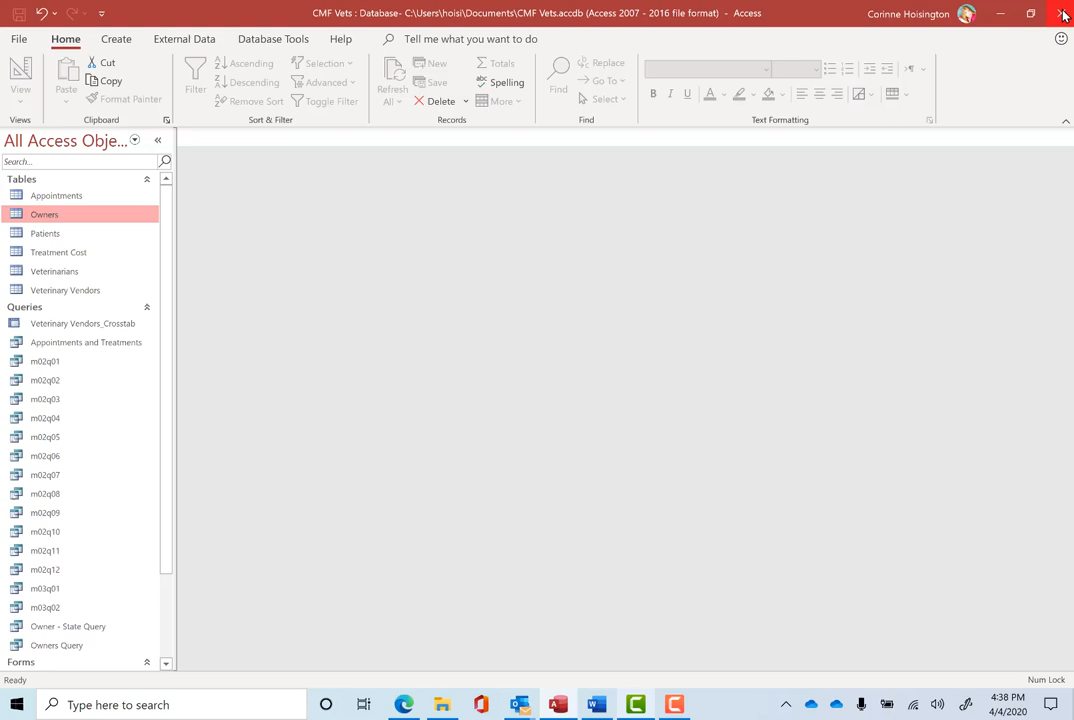 CMF Vets : Database- C:\Users\hoisi\Documents\CMF Vets.accdb (Access 2007 - 2016 file format) - Access
Corinne Hoisington
File Home Create External Data Database Tools Help Tell me what you want to do
View
Views
Paste
Cut
Copy
Format Painter
Clipboard
Filter
Ascending
Descending
Remove Sort
Selection
Advanced
Toggle Filter
Sort & Filter
Refresh
All
New
Save
Delete
Totals
Spelling
More
Records
Find
Replace
Go To
Select
Find
B I U A
Text Formatting
All Access Obje...
Search...
Tables
Appointments
Owners
Patients
Treatment Cost
Veterinarians
Veterinary Vendors
Queries
Veterinary Vendors_Crosstab
Appointments and Treatments
m02q01
m02q02
m02q03
m02q04
m02q05
m02q06
m02q07
m02q08
m02q09
m02q10
m02q11
m02q12
m03q01
m03q02
Owner - State Query
Owners Query
Forms
Ready
Num Lock
Type here to search
4:38 PM
4/4/2020